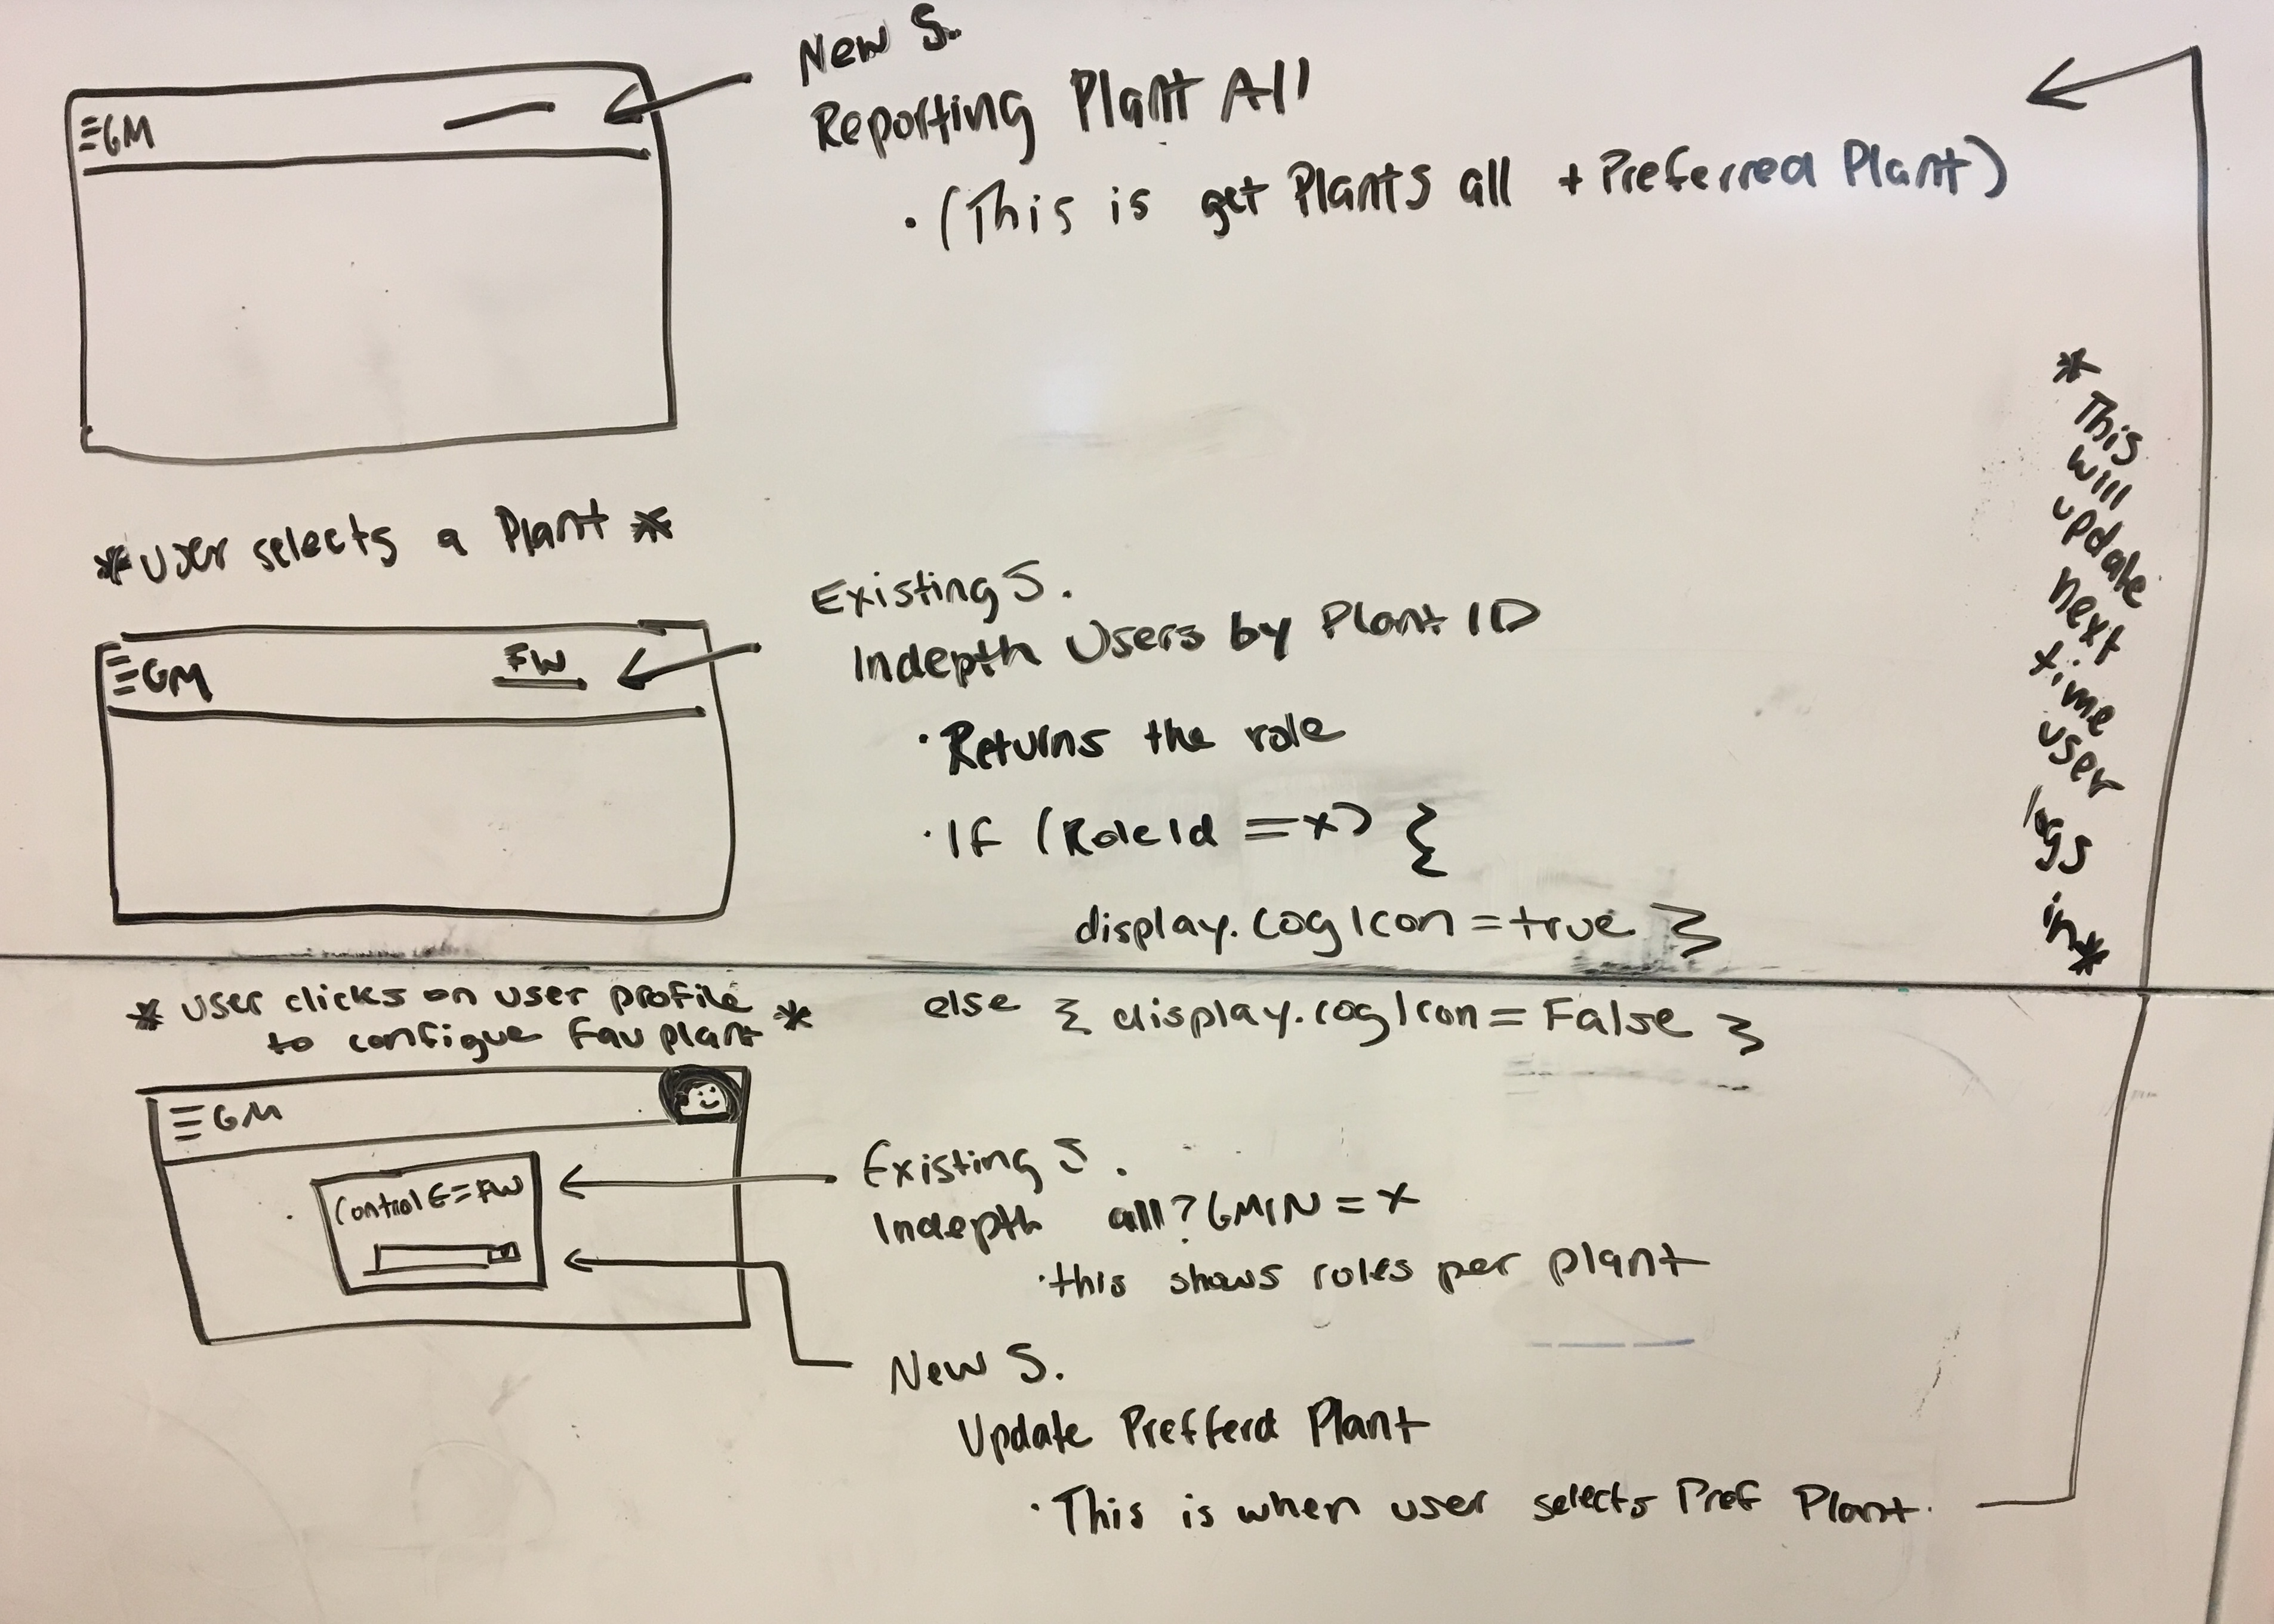 New S.
Reporting Plant All
· (This is get Plants all + Preferred Plant)
GM
*User selects a Plant*
Existing S.
Indepth Users by Plant ID
· Returns the role
· If (RoleId == x) {
display.cogIcon = true }
else { display.cogIcon = False }
GM
FW
* user clicks on user profile *
to configue Fav plant
GM
Control E = FW
Existing S.
Indepth all? GMIN = x
· this shows roles per plant
New S.
Update Prefferd Plant
· This is when user selects Pref Plant.
* This
will
update
next
time
user
logs
in*